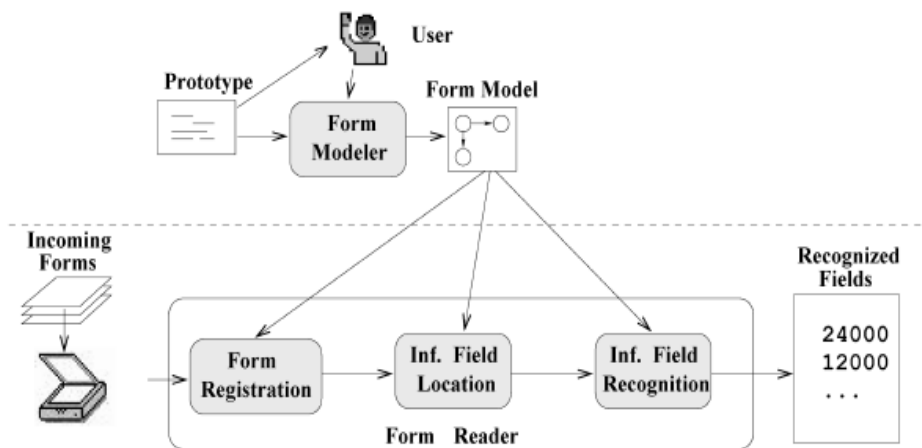 User
Prototype
Form Model
Form
Modeler
Incoming
Forms
Recognized
Fields
24000
12000
...
Form
Registration
Inf. Field
Location
Inf. Field
Recognition
Form Reader